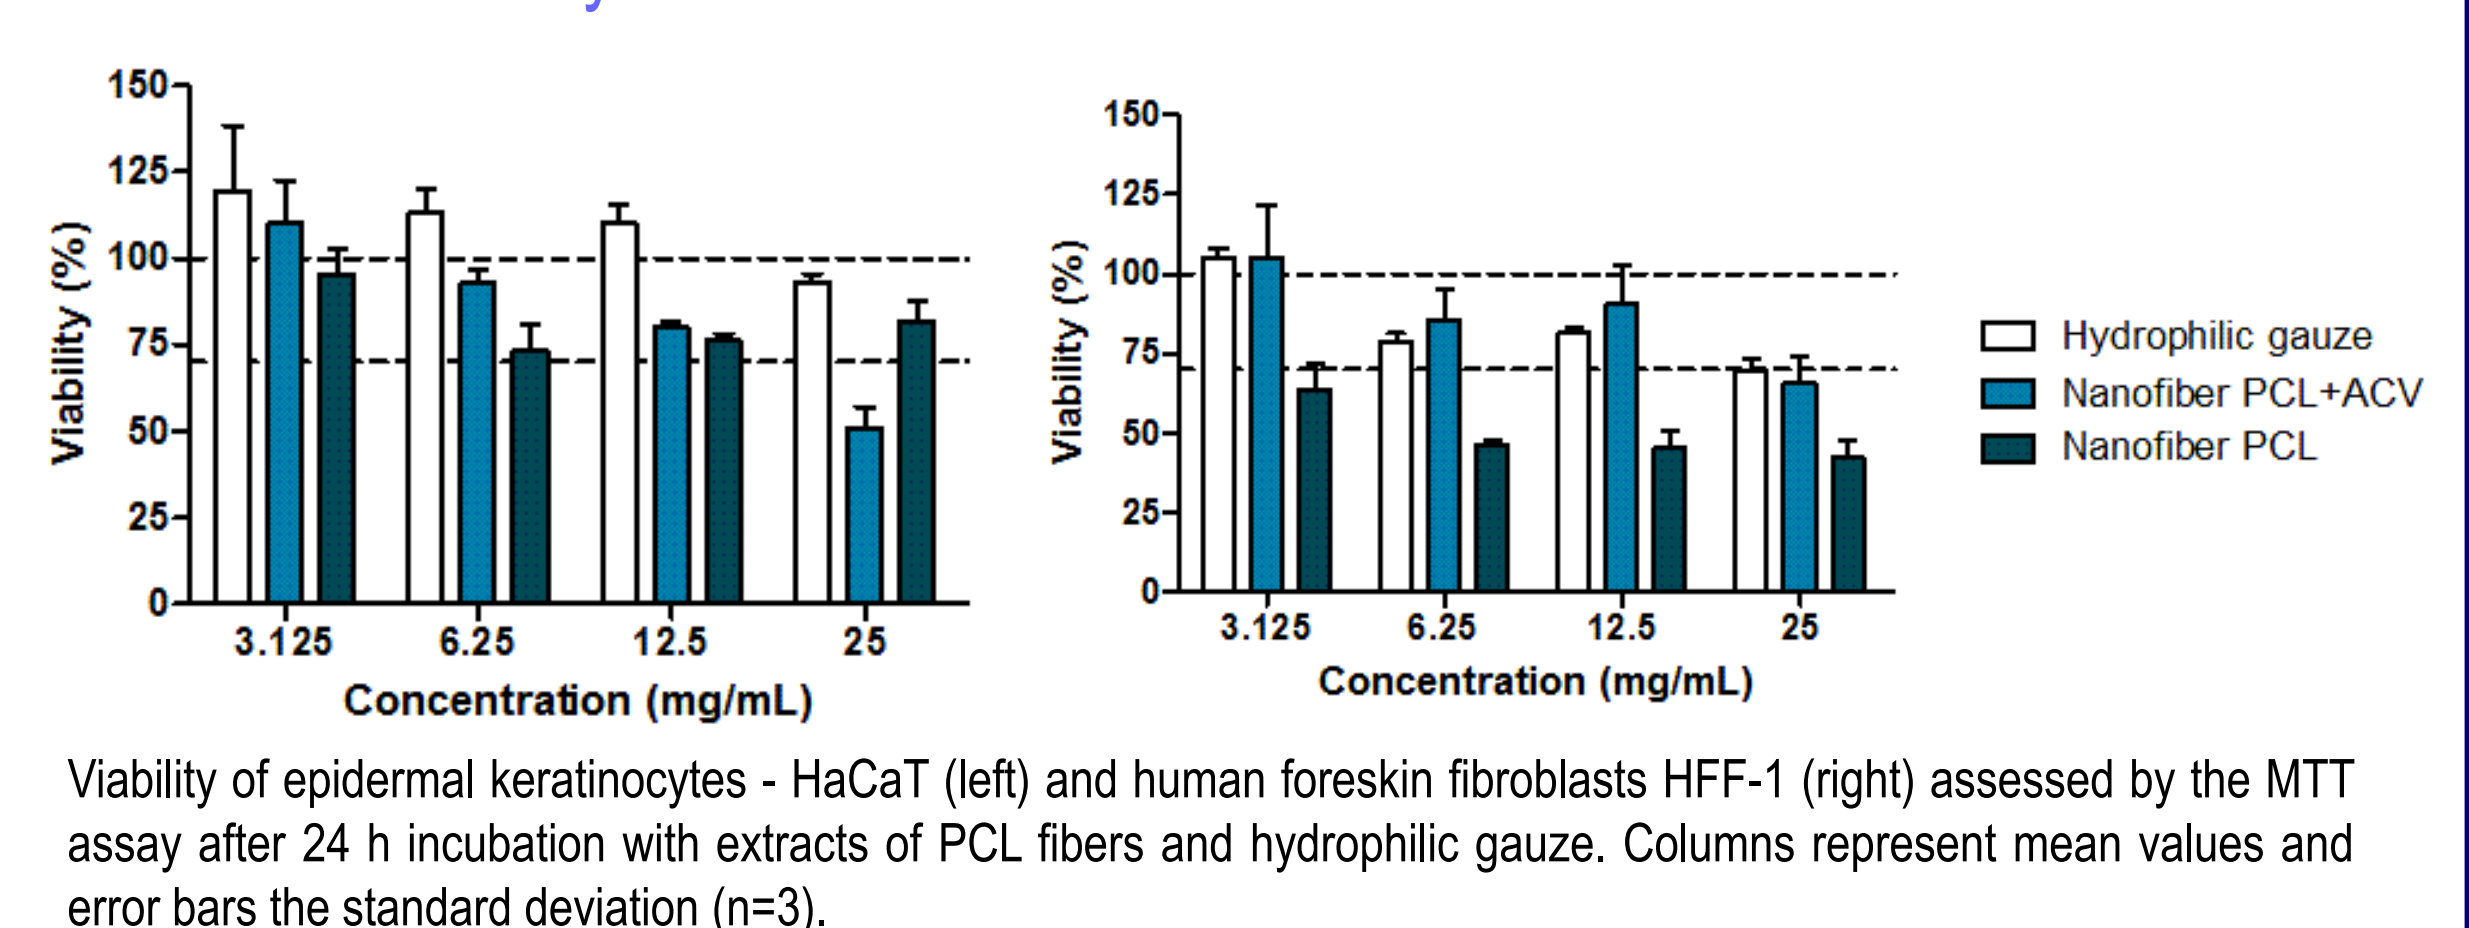 150
125
100
75
50
25
0
Viability (%)
3.125 6.25 12.5 25
Concentration (mg/mL)
150
125
100
75
50
25
0
Viability (%)
3.125 6.25 12.5 25
Concentration (mg/mL)
Hydrophilic gauze
Nanofiber PCL+ACV
Nanofiber PCL
Viability of epidermal keratinocytes - HaCaT (left) and human foreskin fibroblasts HFF-1 (right) assessed by the MTT
assay after 24 h incubation with extracts of PCL fibers and hydrophilic gauze. Columns represent mean values and
error bars the standard deviation (n=3).